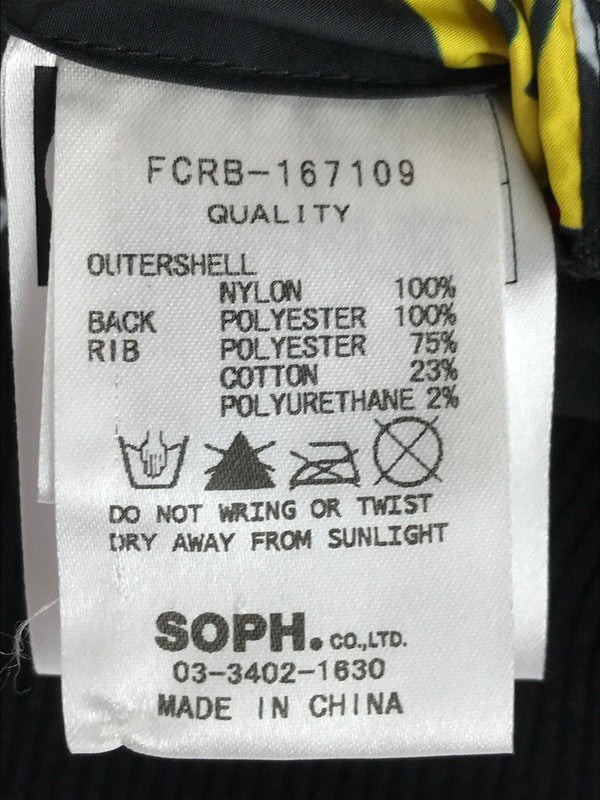 FCRB-167109
QUALITY
OUTERSHELL
NYLON 100%
BACK POLYESTER 100%
RIB POLYESTER 75%
COTTON 23%
POLYURETHANE 2%
DO NOT WRING OR TWIST
DRY AWAY FROM SUNLIGHT
SOPH. CO.,LTD.
03-3402-1630
MADE IN CHINA